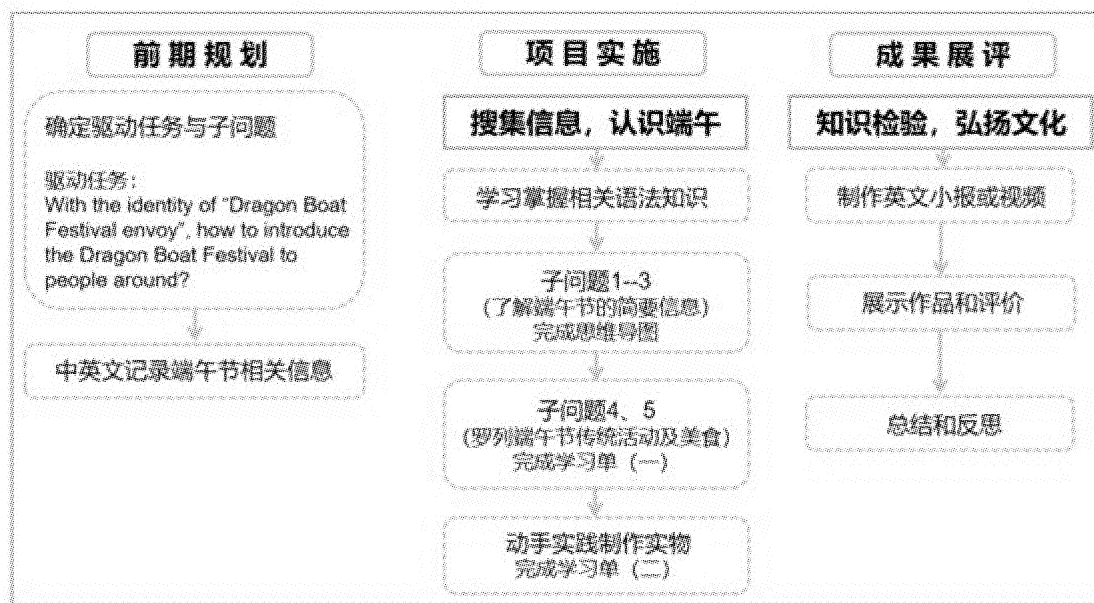 前期规划
确定驱动任务与子问题
驱动任务：
With the identity of "Dragon Boat
Festival envoy", how to introduce
the Dragon Boat Festival to
people around?
中英文记录端午节相关信息
项目实施
搜集信息，认识端午
学习掌握相关语法知识
子问题1--3
(了解端午节的简要信息)
完成思维导图
子问题4、5
(罗列端午节传统活动及美食)
完成学习单（一）
动手实践制作实物
完成学习单（二）
成果展评
知识检验，弘扬文化
制作英文小报或视频
展示作品和评价
总结和反思